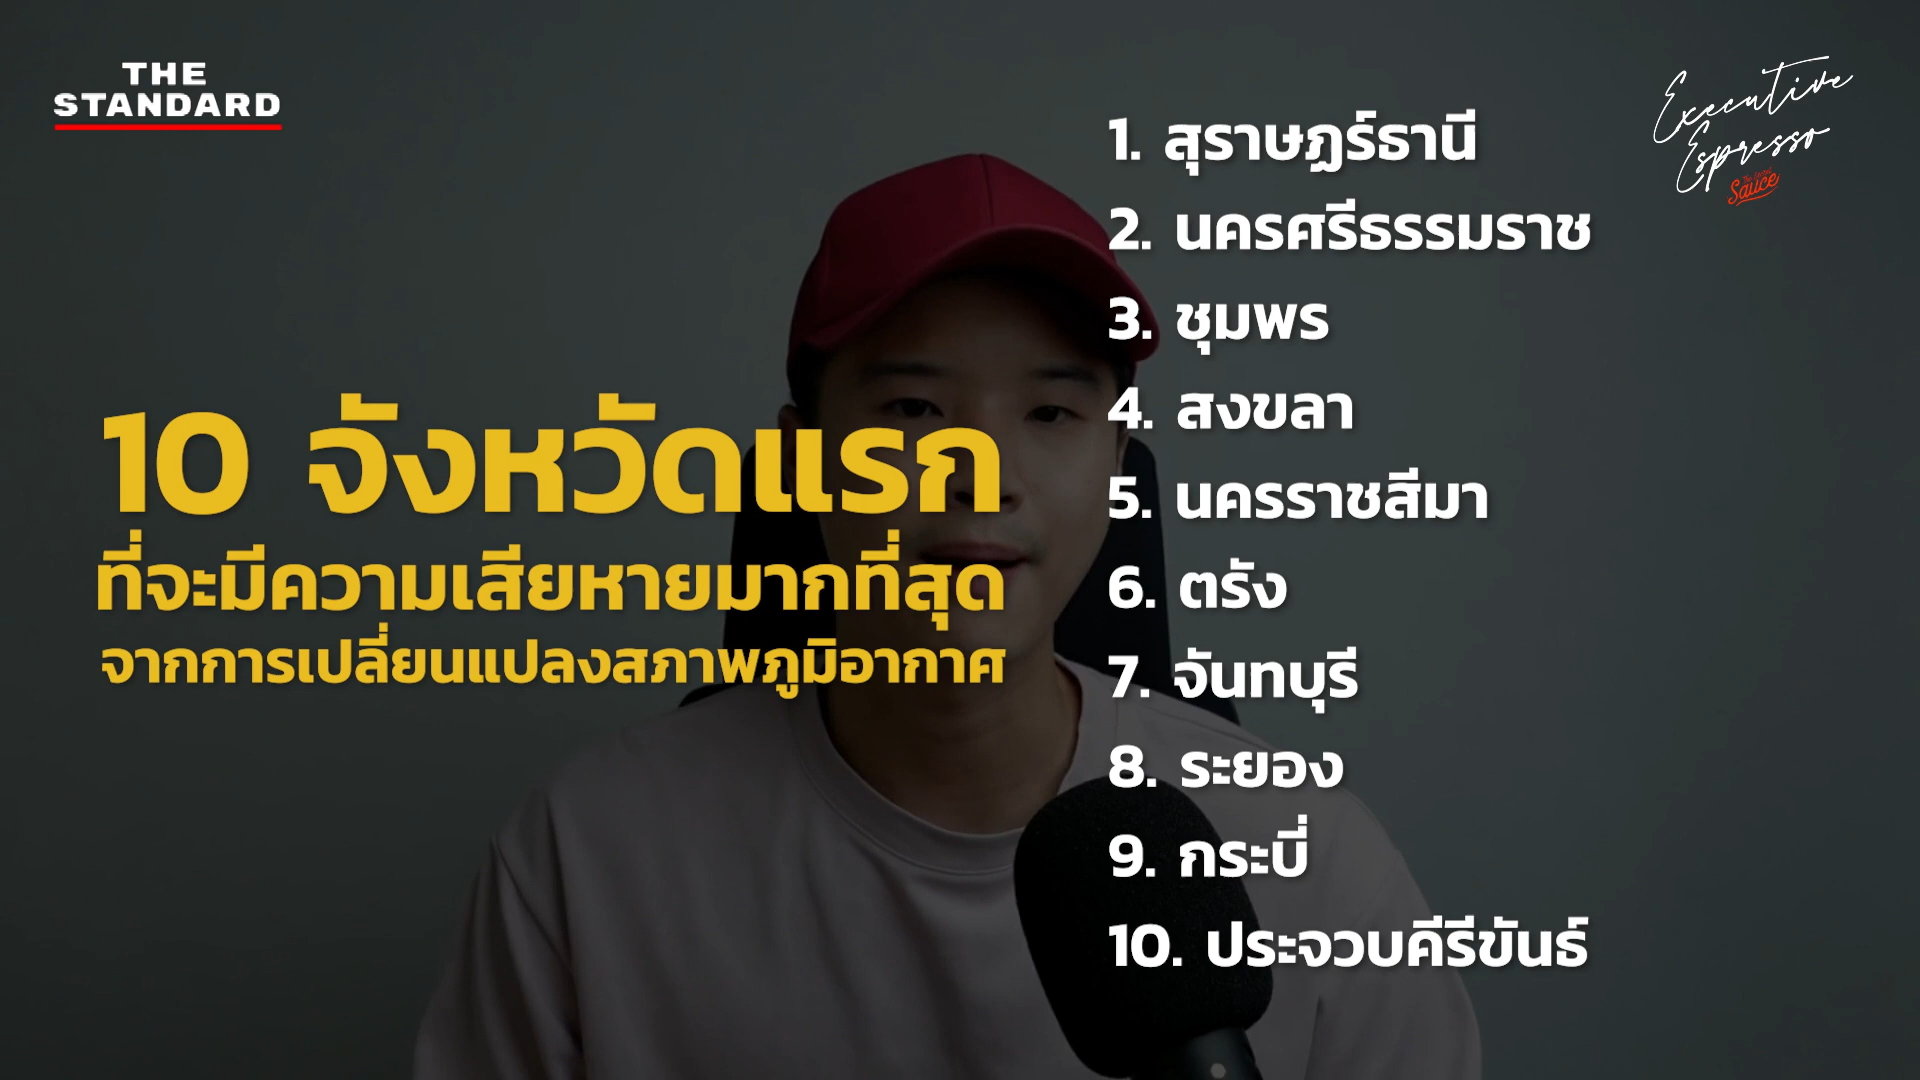 THE
STANDARD
Executive
Espresso
The Secret
Sauce
10 จังหวัดแรก
ที่จะมีความเสียหายมากที่สุด
จากการเปลี่ยนแปลงสภาพภูมิอากาศ
1. สุราษฎร์ธานี
2. นครศรีธรรมราช
3. ชุมพร
4. สงขลา
5. นครราชสีมา
6. ตรัง
7. จันทบุรี
8. ระยอง
9. กระบี่
10. ประจวบคีรีขันธ์